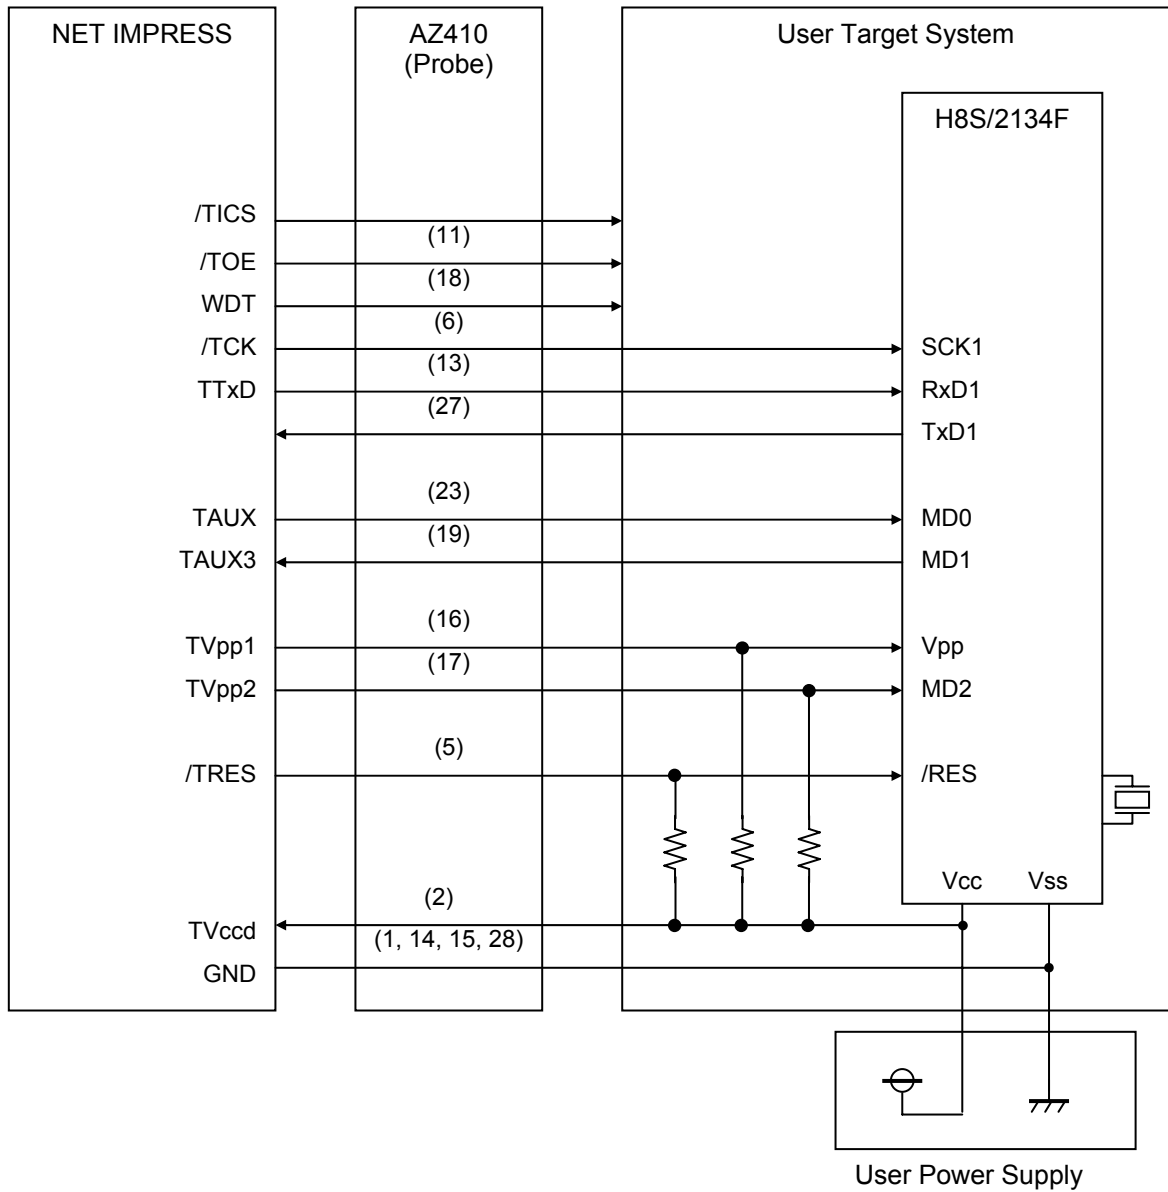 NET IMPRESS
AZ410
(Probe)
User Target System
H8S/2134F
/TICS
(11)
/TOE
(18)
WDT
(6)
/TCK
SCK1
(13)
TTxD
RxD1
(27)
TxD1
(23)
TAUX
MD0
(19)
TAUX3
MD1
(16)
TVpp1
Vpp
(17)
TVpp2
MD2
(5)
/TRES
/RES
Vcc
Vss
(2)
TVccd
(1, 14, 15, 28)
GND
User Power Supply